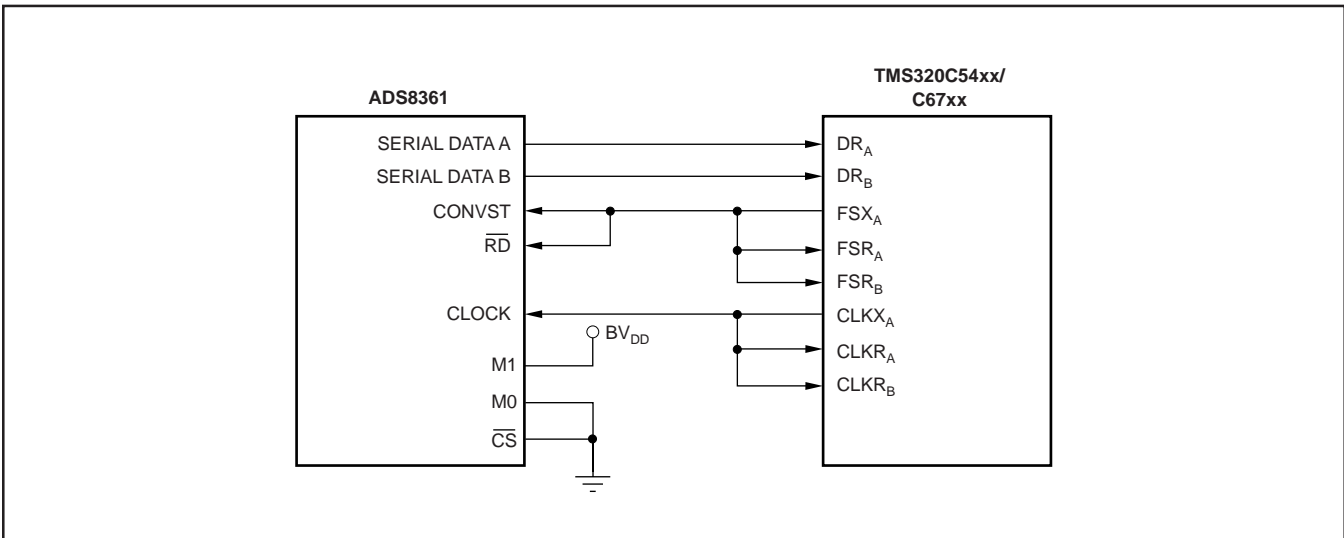 ADS8361
SERIAL DATA A
SERIAL DATA B
CONVST
RD
CLOCK
M1
M0
CS
BVDD
TMS320C54xx/
C67xx
DRA
DRB
FSXA
FSRA
FSRB
CLKXA
CLKRA
CLKRB